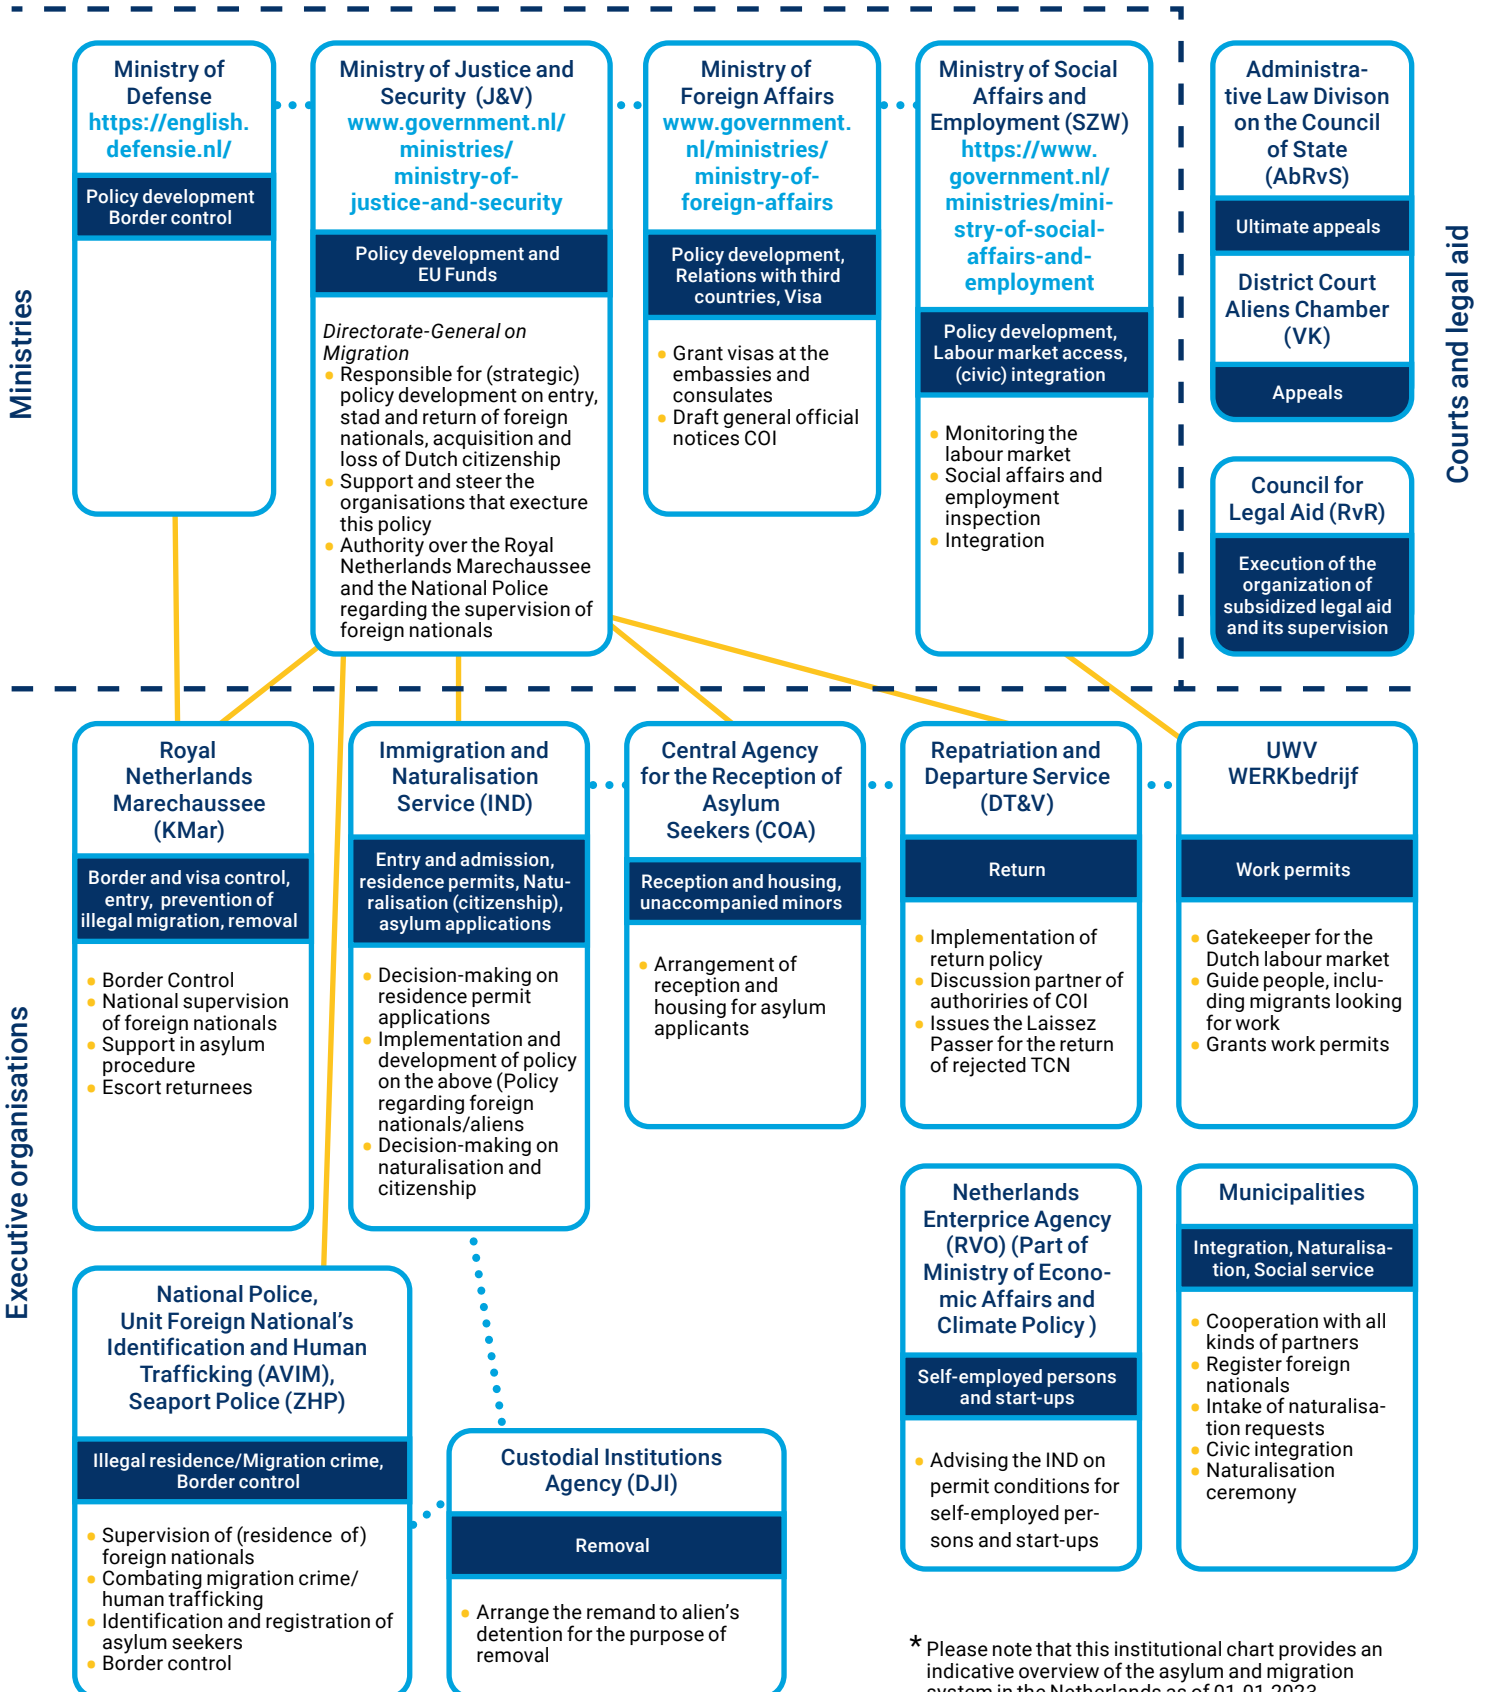 Ministries
Ministry of
Defense
https://english.
defensie.nl/
Policy development
Border control
Ministry of Justice and
Security (J&V)
www.government.nl/
ministries/
ministry-of-
justice-and-security
Policy development and
EU Funds
Directorate-General on
Migration
Responsible for (strategic)
policy development on entry,
stad and return of foreign
nationals, acquisition and
loss of Dutch citizenship
Support and steer the
organisations that execture
this policy
Authority over the Royal
Netherlands Marechaussee
and the National Police
regarding the supervision of
foreign nationals
Ministry of
Foreign Affairs
www.government.
nl/ministries/
ministry-of-
foreign-affairs
Policy development,
Relations with third
countries, Visa
Grant visas at the
embassies and
consulates
Draft general official
notices COI
Ministry of Social
Affairs and
Employment (SZW)
https://www.
government.nl/
ministries/mini-
stry-of-social-
affairs-and-
employment
Policy development,
Labour market access,
(civic) integration
Monitoring the
labour market
Social affairs and
employment
inspection
Integration
Courts and legal aid
Administra-
tive Law Divison
on the Council
of State
(AbRvS)
Ultimate appeals
District Court
Aliens Chamber
(VK)
Appeals
Council for
Legal Aid (RvR)
Execution of the
organization of
subsidized legal aid
and its supervision
Executive organisations
Royal
Netherlands
Marechaussee
(KMar)
Border and visa control,
entry, prevention of
illegal migration, removal
Border Control
National supervision
of foreign nationals
Support in asylum
procedure
Escort returnees
Immigration and
Naturalisation
Service (IND)
Entry and admission,
residence permits, Natu-
ralisation (citizenship),
asylum applications
Decision-making on
residence permit
applications
Implementation and
development of policy
on the above (Policy
regarding foreign
nationals/aliens
Decision-making on
naturalisation and
citizenship
Central Agency
for the Reception of
Asylum
Seekers (COA)
Reception and housing,
unaccompanied minors
Arrangement of
reception and
housing for asylum
applicants
Repatriation and
Departure Service
(DT&V)
Return
Implementation of
return policy
Discussion partner of
authoriries of COI
Issues the Laissez
Passer for the return
of rejected TCN
UWV
WERKbedrijf
Work permits
Gatekeeper for the
Dutch labour market
Guide people, inclu-
ding migrants looking
for work
Grants work permits
National Police,
Unit Foreign National's
Identification and Human
Trafficking (AVIM),
Seaport Police (ZHP)
Illegal residence/Migration crime,
Border control
Supervision of (residence of)
foreign nationals
Combating migration crime/
human trafficking
Identification and registration of
asylum seekers
Border control
Custodial Institutions
Agency (DJI)
Removal
Arrange the remand to alien's
detention for the purpose of
removal
Netherlands
Enterprice Agency
(RVO) (Part of
Ministry of Econo-
mic Affairs and
Climate Policy )
Self-employed persons
and start-ups
Advising the IND on
permit conditions for
self-employed per-
sons and start-ups
Municipalities
Integration, Naturalisa-
tion, Social service
Cooperation with all
kinds of partners
Register foreign
nationals
Intake of naturalisa-
tion requests
Civic integration
Naturalisation
ceremony
* Please note that this institutional chart provides an
indicative overview of the asylum and migration
system in the Netherlands as of 01-01-2023